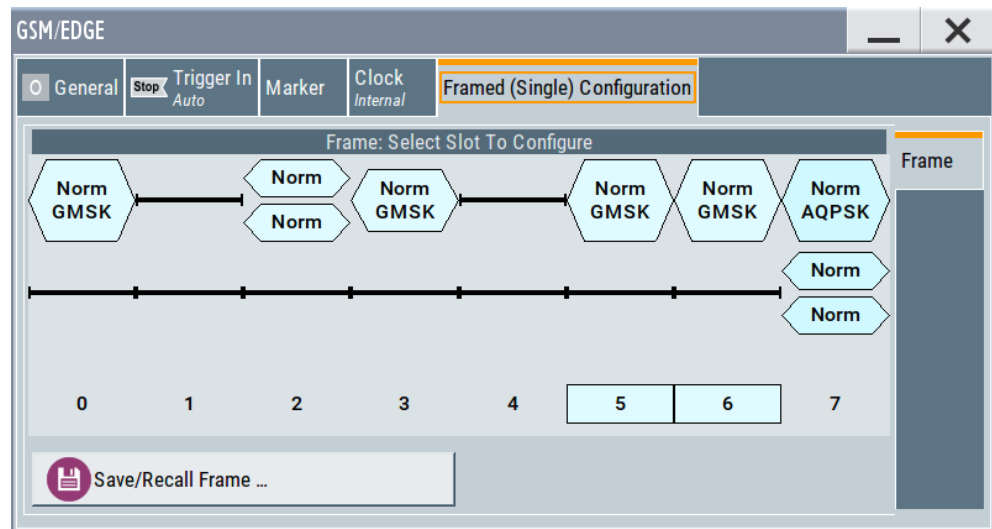 GSM/EDGE
General
Stop Trigger In
Auto
Marker
Clock
Internal
Framed (Single) Configuration
Frame: Select Slot To Configure
Frame
Norm
GMSK
Norm
Norm
Norm
GMSK
Norm
GMSK
Norm
GMSK
Norm
AQPSK
Norm
Norm
0 1 2 3 4 5 6 7
Save/Recall Frame ...